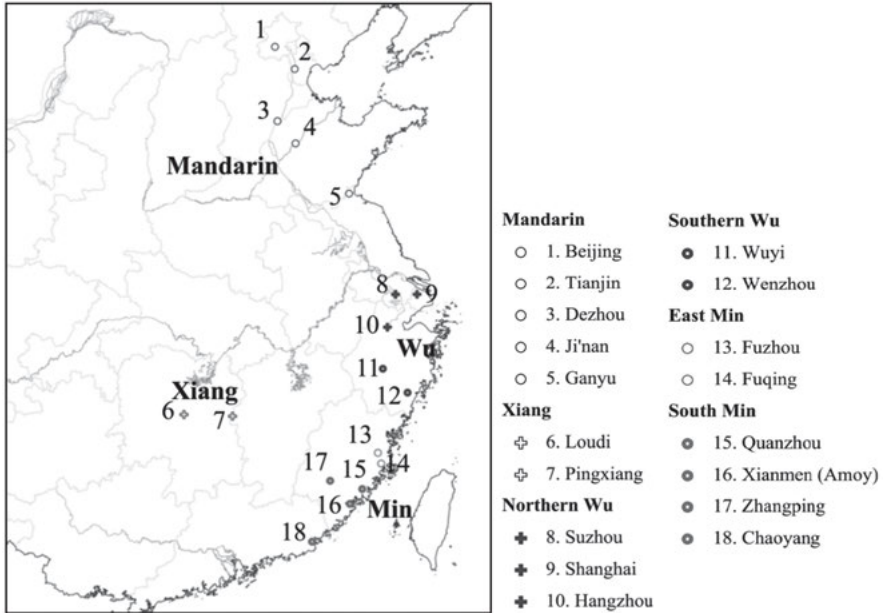 1
2
3
4
Mandarin
5
8
9
10
Wu
11
Xiang
12
6
7
13
14
17
15
16
Min
18
Mandarin
1. Beijing
2. Tianjin
3. Dezhou
4. Ji'nan
5. Ganyu
Xiang
6. Loudi
7. Pingxiang
Northern Wu
8. Suzhou
9. Shanghai
10. Hangzhou
Southern Wu
11. Wuyi
12. Wenzhou
East Min
13. Fuzhou
14. Fuqing
South Min
15. Quanzhou
16. Xianmen (Amoy)
17. Zhangping
18. Chaoyang